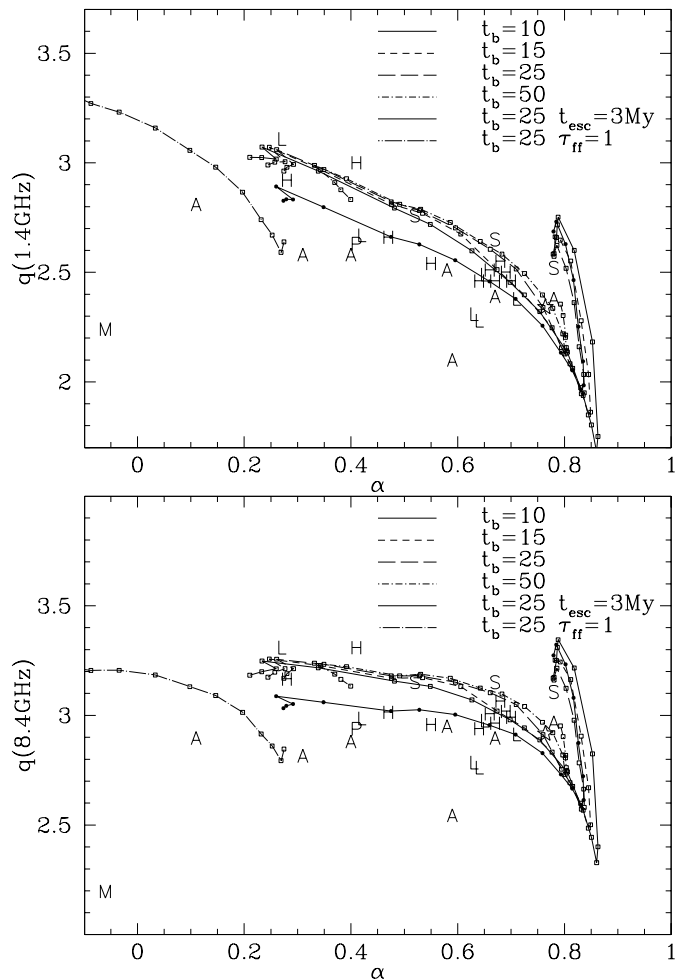 t_b=10
t_b=15
t_b=25
t_b=50
t_b=25 t_esc=3My
t_b=25 τ_ff=1
q(1.4GHz)
3.5
3
2.5
2
L
H
H
A
S
L
P
H
S
A
A
H
A
H
S
H
H
H
H
H
A
A
A
L
L
L
A
M
0 0.2 0.4 0.6 0.8 1
α
t_b=10
t_b=15
t_b=25
t_b=50
t_b=25 t_esc=3My
t_b=25 τ_ff=1
q(8.4GHz)
3.5
3
2.5
L
H
H
S
S
S
A
L
P
H
H
A
A
A
H
H
H
H
A
A
A
L
L
L
A
M
0 0.2 0.4 0.6 0.8 1
α